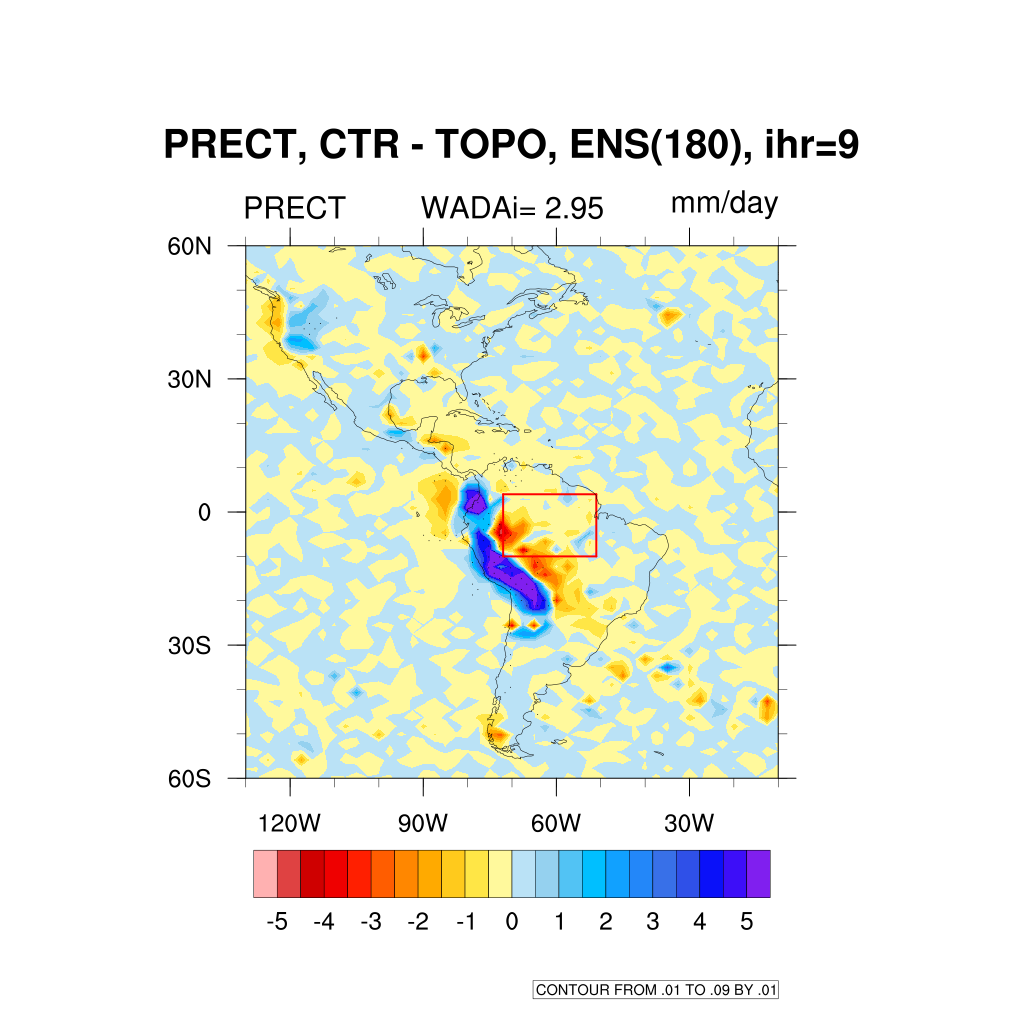 PRECT, CTR - TOPO, ENS(180), ihr=9
PRECT WADAi= 2.95 mm/day
60N
30N
0
30S
60S
120W 90W 60W 30W
-5 -4 -3 -2 -1 0 1 2 3 4 5
CONTOUR FROM .01 TO .09 BY .01